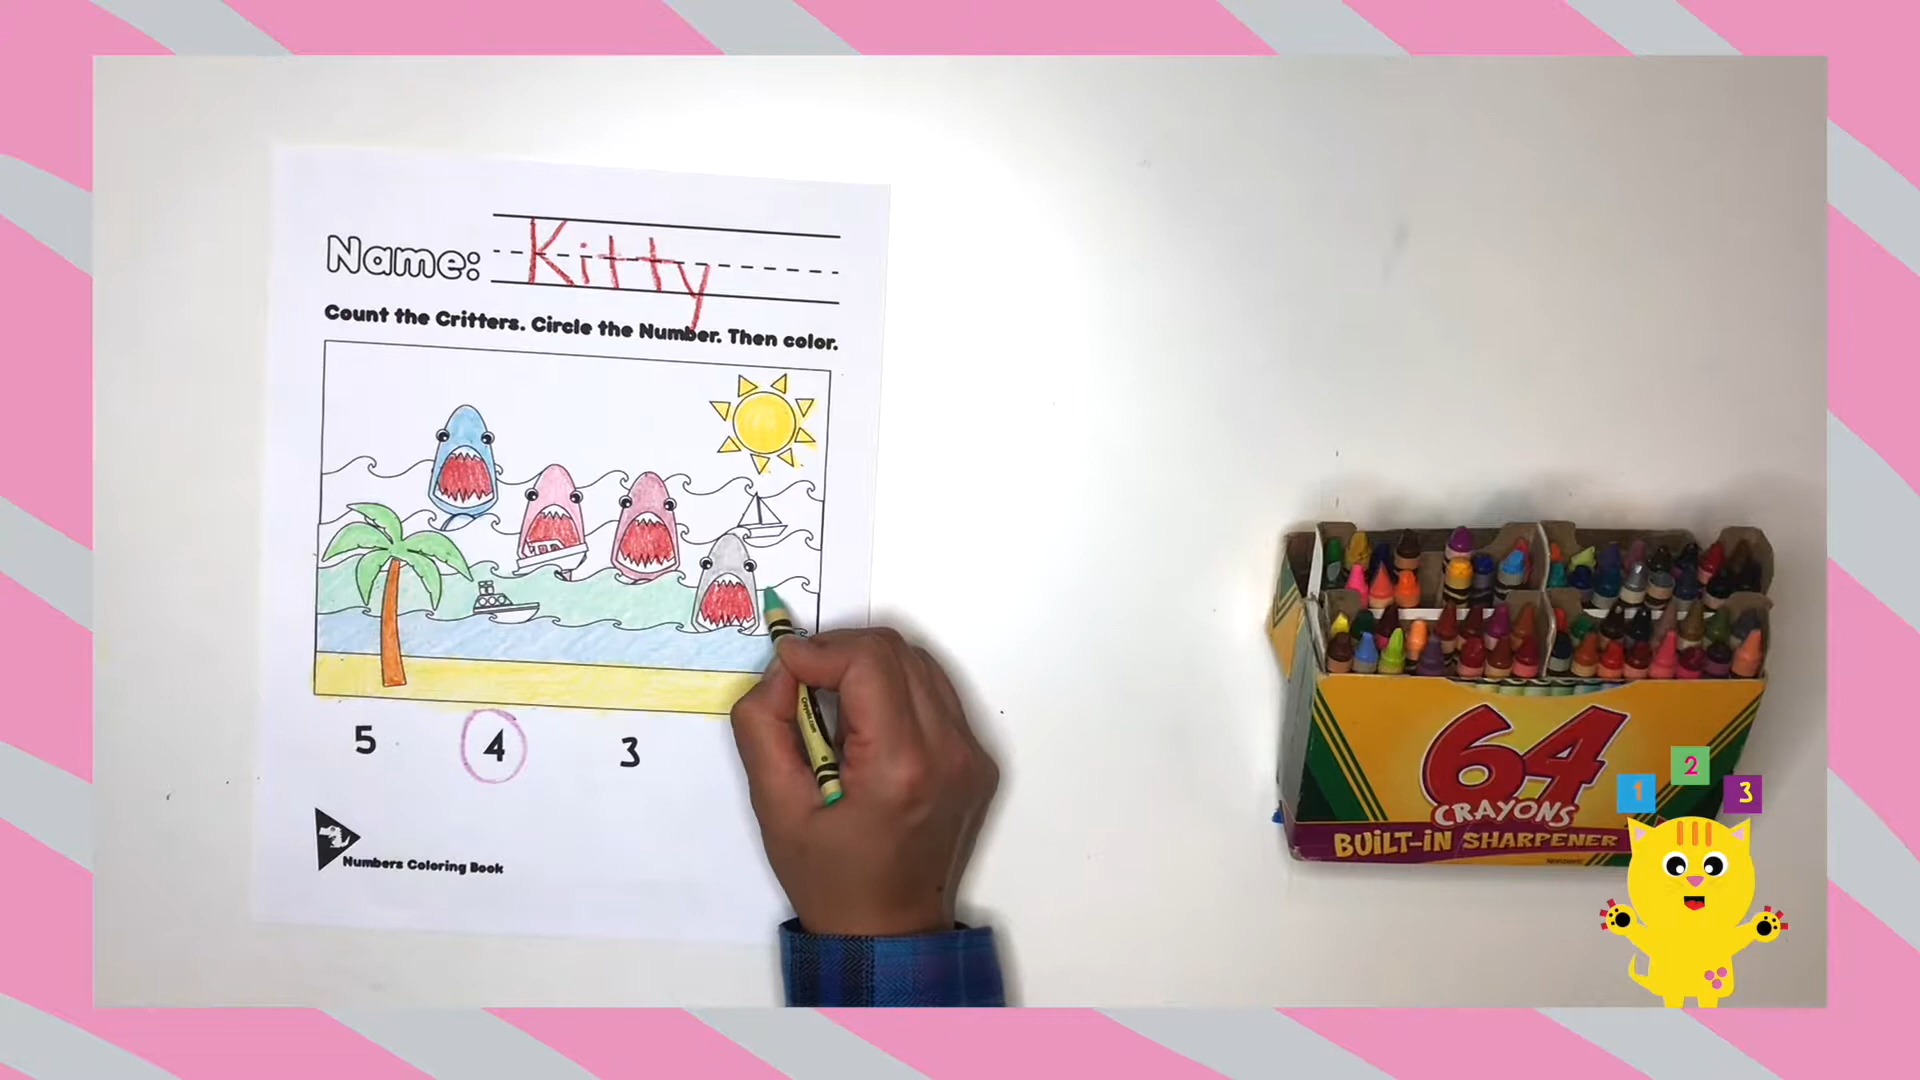 Name: Kitty
Count the Critters. Circle the Number. Then color.
5 4 3
Numbers Coloring Book
64
CRAYONS
BUILT-IN SHARPENER
1 2 3